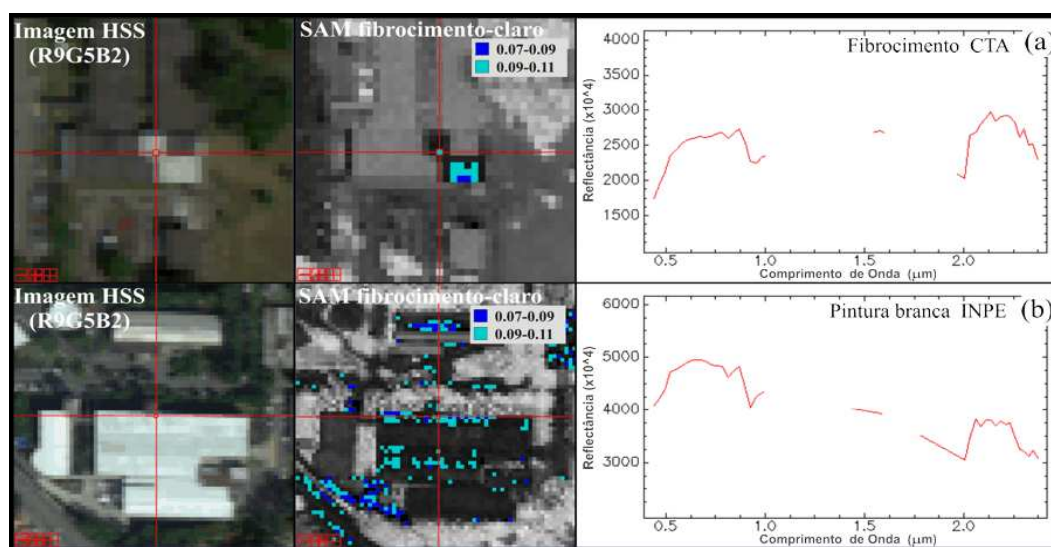 Imagem HSS
(R9G5B2)
SAM fibrocimento-claro
0.07-0.09
0.09-0.11
Fibrocimento CTA
(a)
Reflectância (x10^4)
4000
3500
3000
2500
2000
1500
0.5
1.0
1.5
2.0
Comprimento de Onda (μm)
Imagem HSS
(R9G5B2)
SAM fibrocimento-claro
0.07-0.09
0.09-0.11
Pintura branca INPE
(b)
Reflectância (x10^4)
6000
5000
4000
3000
0.5
1.0
1.5
2.0
Comprimento de Onda (μm)